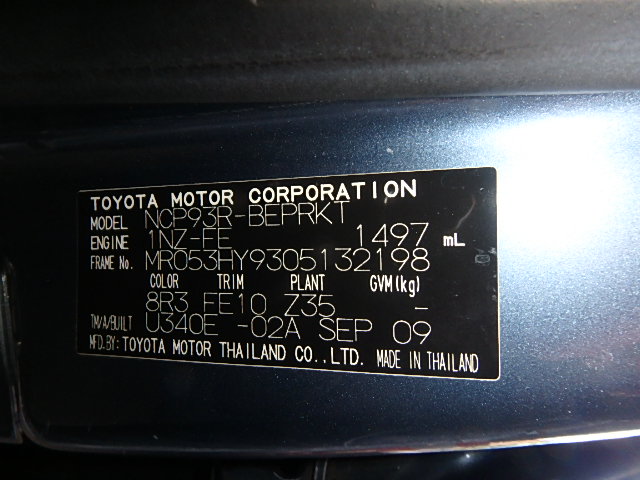 TOYOTA MOTOR CORPORATION
MODEL NCP93R-BEPRKT
ENGINE 1NZ-FE 1497 mL
FRAME No. MR053HY9305132198
COLOR TRIM PLANT GVM(kg)
8R3 FE10 Z35 -
TM/A/BUILT U340E -02A SEP 09
MFD.BY: TOYOTA MOTOR THAILAND CO.,LTD. MADE IN THAILAND